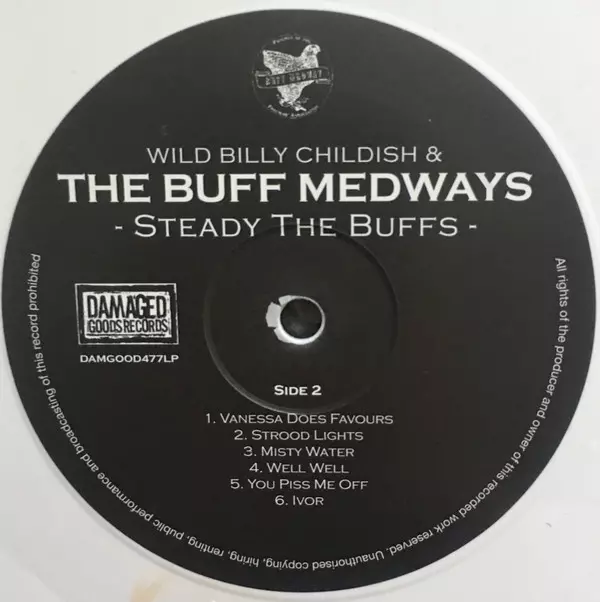 BUFF MEDWAY
WILD BILLY CHILDISH &
THE BUFF MEDWAYS
- STEADY THE BUFFS -
DAMAGED
GOODS RECORDS
DAMGOOD477LP
SIDE 2
1. VANESSA DOES FAVOURS
2. STROOD LIGHTS
3. MISTY WATER
4. WELL WELL
5. YOU PISS ME OFF
6. IVOR
All rights of the producer and owner of this recorded work reserved. Unauthorised copying, hiring, renting, public performance and broadcasting of this record prohibited